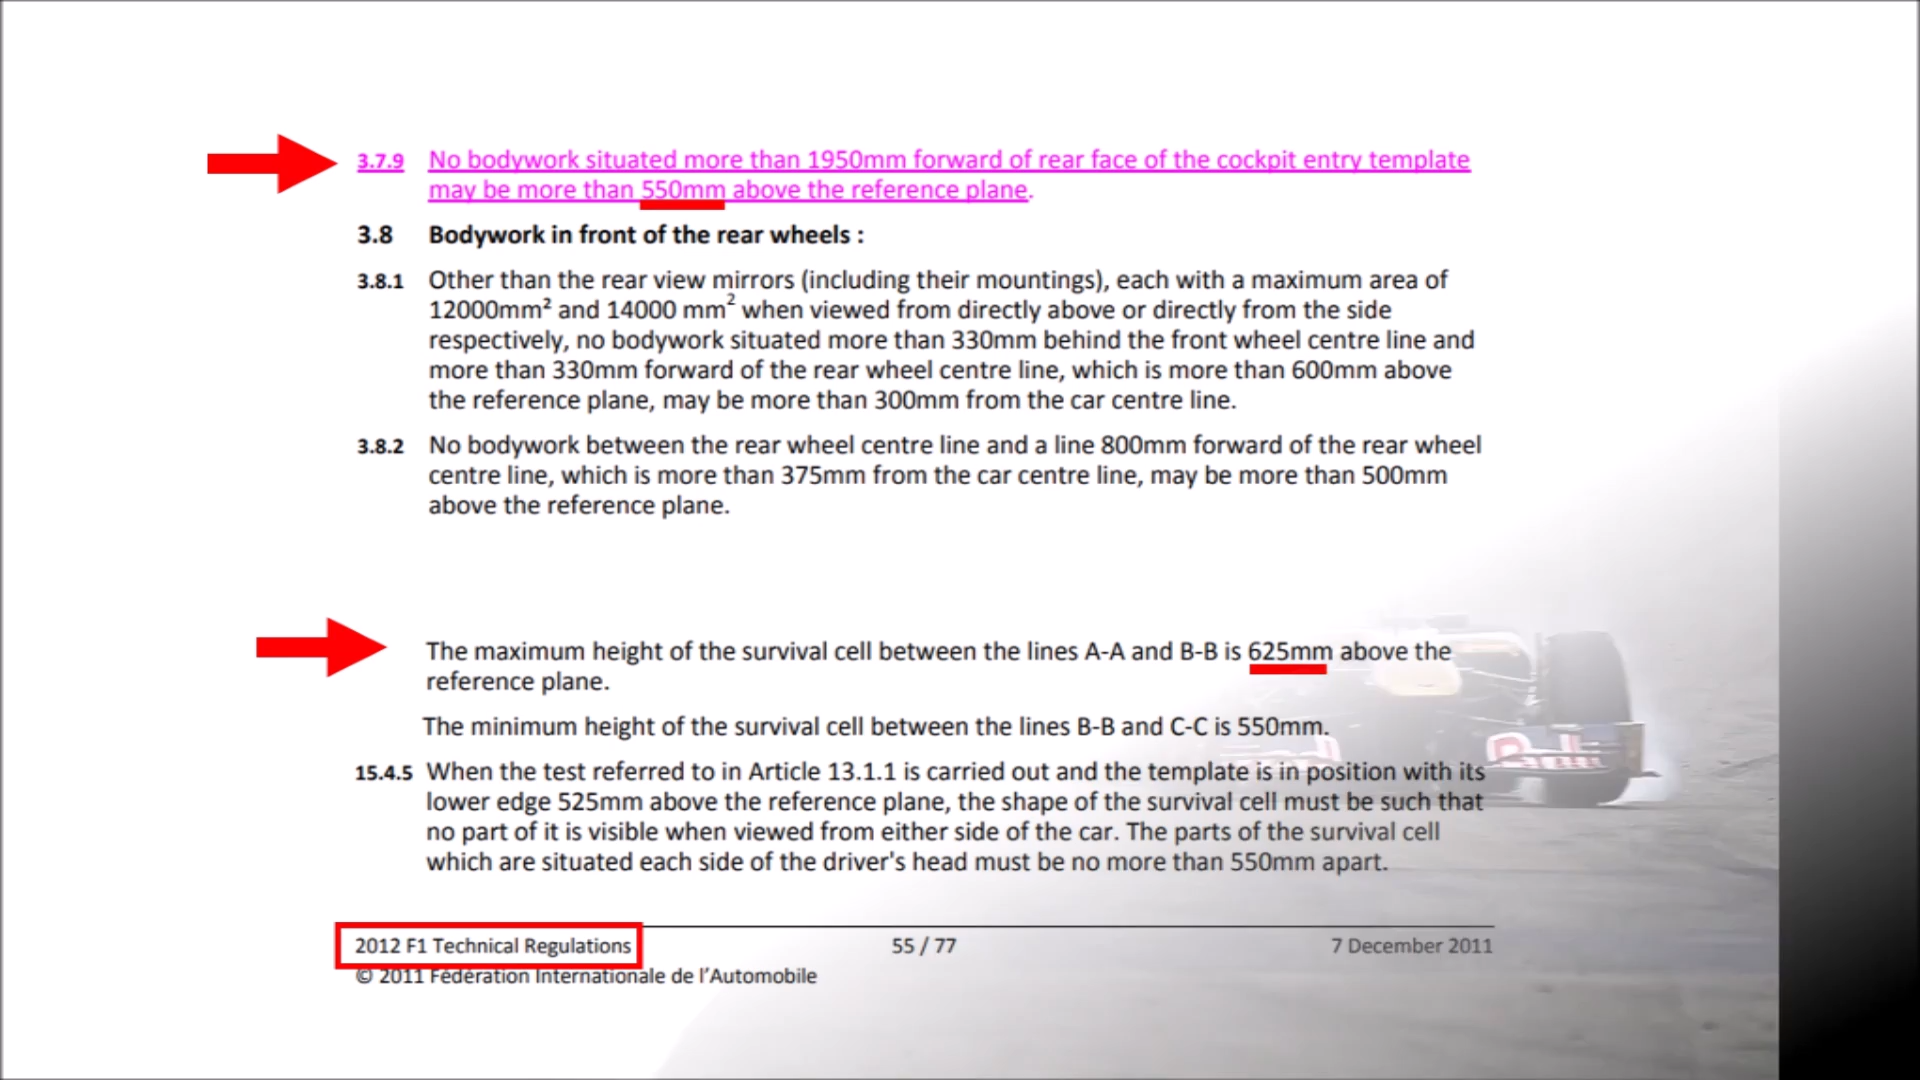 3.7.9 No bodywork situated more than 1950mm forward of rear face of the cockpit entry template
may be more than 550mm above the reference plane.
3.8 Bodywork in front of the rear wheels :
3.8.1 Other than the rear view mirrors (including their mountings), each with a maximum area of
12000mm² and 14000 mm² when viewed from directly above or directly from the side
respectively, no bodywork situated more than 330mm behind the front wheel centre line and
more than 330mm forward of the rear wheel centre line, which is more than 600mm above
the reference plane, may be more than 300mm from the car centre line.
3.8.2 No bodywork between the rear wheel centre line and a line 800mm forward of the rear wheel
centre line, which is more than 375mm from the car centre line, may be more than 500mm
above the reference plane.
The maximum height of the survival cell between the lines A-A and B-B is 625mm above the
reference plane.
The minimum height of the survival cell between the lines B-B and C-C is 550mm.
15.4.5 When the test referred to in Article 13.1.1 is carried out and the template is in position with its
lower edge 525mm above the reference plane, the shape of the survival cell must be such that
no part of it is visible when viewed from either side of the car. The parts of the survival cell
which are situated each side of the driver's head must be no more than 550mm apart.
2012 F1 Technical Regulations 55 / 77 7 December 2011
© 2011 Fédération Internationale de l’Automobile